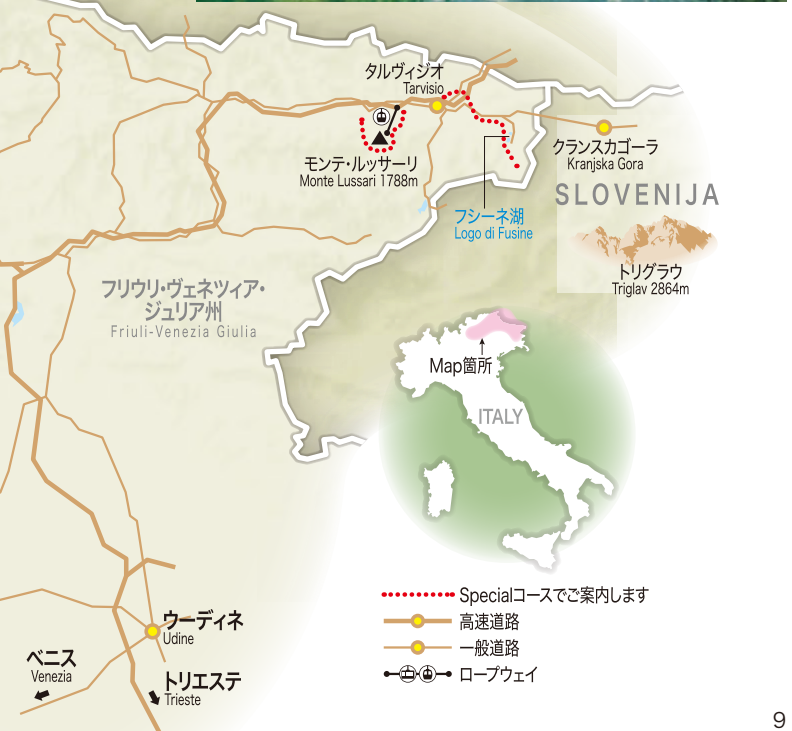 タルヴィジオ
Tarvisio
モンテ・ルッサーリ
Monte Lussari 1788m
クランスカゴーラ
Kranjska Gora
SLOVENIJA
フシーネ湖
Logo di Fusine
トリグラウ
Triglav 2864m
フリウリ・ヴェネツィア・
ジュリア州
Friuli-Venezia Giulia
Map箇所
ITALY
Specialコースでご案内します
高速道路
一般道路
ロープウェイ
ウーディネ
Udine
ベニス
Venezia
トリエステ
Trieste
9